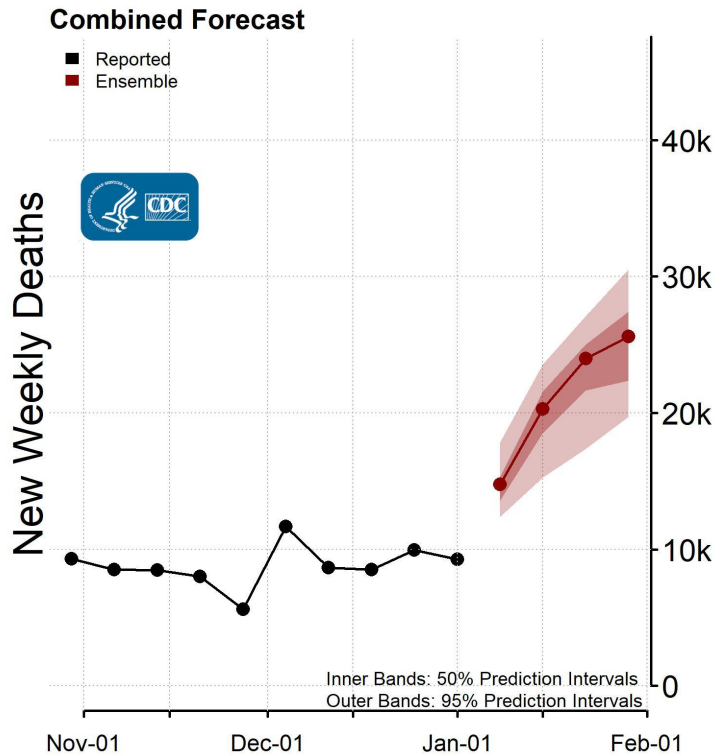 Combined Forecast
Reported
Ensemble
CDC
New Weekly Deaths
40k
30k
20k
10k
0
Inner Bands: 50% Prediction Intervals
Outer Bands: 95% Prediction Intervals
Nov-01
Dec-01
Jan-01
Feb-01